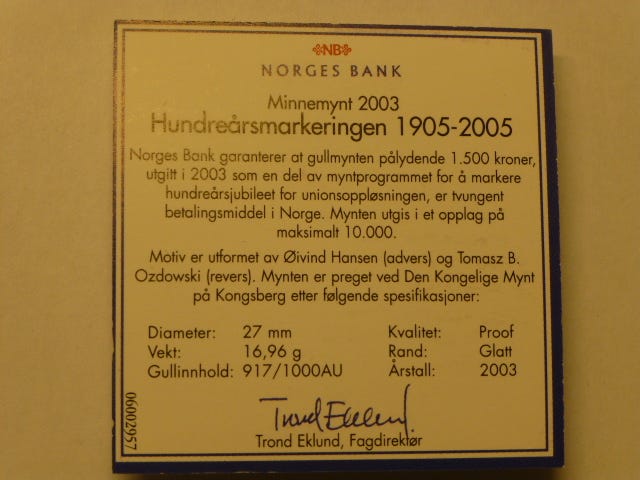 NB
NORGES BANK
Minnemynt 2003
Hundreårsmarkeringen 1905-2005
Norges Bank garanterer at gullmynten pålydende 1.500 kroner,
utgitt i 2003 som en del av myntprogrammet for å markere
hundreårsjubileet for unionsoppløsningen, er tvungent
betalingsmiddel i Norge. Mynten utgis i et opplag på
maksimalt 10.000.
Motiv er utformet av Øivind Hansen (advers) og Tomasz B.
Ozdowski (revers). Mynten er preget ved Den Kongelige Mynt
på Kongsberg etter følgende spesifikasjoner:
Diameter: 27 mm Kvalitet: Proof
Vekt: 16,96 g Rand: Glatt
Gullinnhold: 917/1000AU Årstall: 2003
Trond Eklund
Trond Eklund, Fagdirektør
06002957